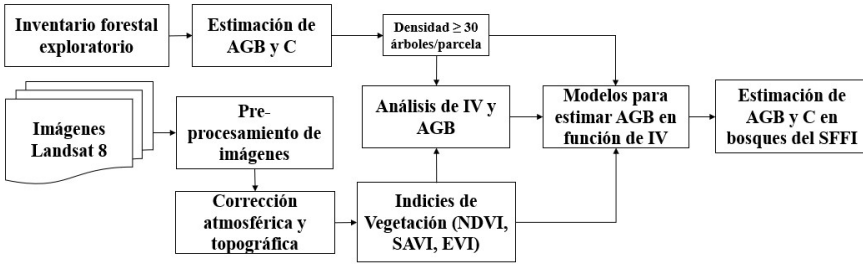 Inventario forestal
exploratorio
Estimación de
AGB y C
Densidad ≥ 30
árboles/parcela
Imágenes
Landsat 8
Pre-
procesamiento de
imágenes
Análisis de IV y
AGB
Modelos para
estimar AGB en
función de IV
Estimación de
AGB y C en
bosques del SFFI
Corrección
atmosférica y
topográfica
Indicies de
Vegetación (NDVI,
SAVI, EVI)